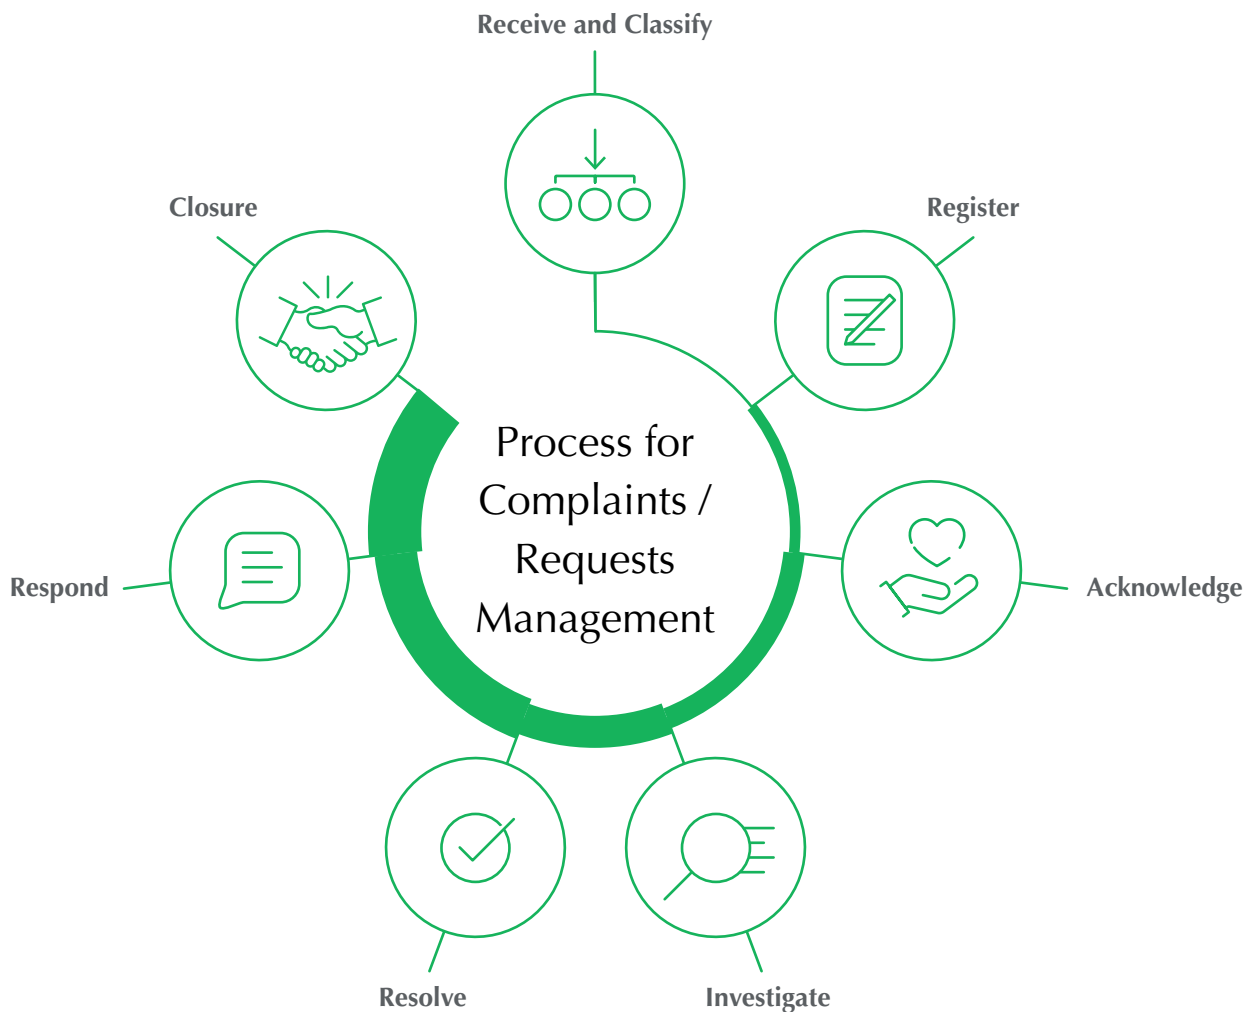 Receive and Classify
Register
Acknowledge
Investigate
Resolve
Respond
Closure
Process for
Complaints /
Requests
Management